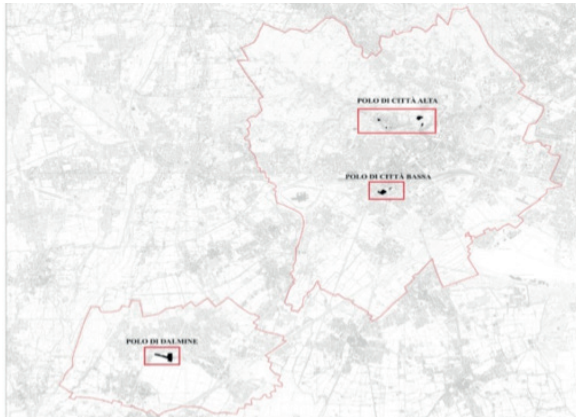 POLO DI CITTÀ ALTA
POLO DI CITTÀ BASSA
POLO DI DALMINE